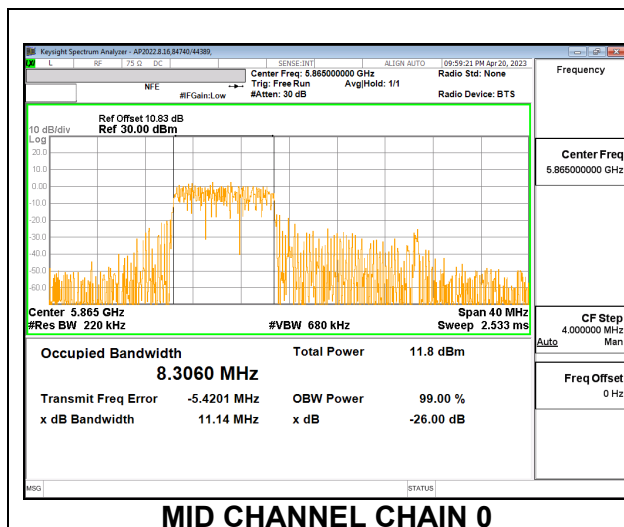 Keysight Spectrum Analyzer - AP2022.8.16,84740/44389,
L RF 75 Ω DC SENSE:INT ALIGN AUTO 09:59:21 PM Apr 20, 2023
Center Freq: 5.865000000 GHz Radio Std: None
NFE Trig: Free Run Avg|Hold: 1/1
#IFGain:Low #Atten: 30 dB Radio Device: BTS
Frequency
Ref Offset 10.83 dB
10 dB/div Ref 30.00 dBm
Log
20.0
10.0
0.00
-10.0
-20.0
-30.0
-40.0
-50.0
-60.0
Center 5.865 GHz Span 40 MHz
#Res BW 220 kHz #VBW 680 kHz Sweep 2.533 ms
Center Freq
5.865000000 GHz
CF Step
4.000000 MHz
Auto Man
Freq Offset
0 Hz
Occupied Bandwidth Total Power 11.8 dBm
8.3060 MHz
Transmit Freq Error -5.4201 MHz OBW Power 99.00 %
x dB Bandwidth 11.14 MHz x dB -26.00 dB
MSG STATUS
MID CHANNEL CHAIN 0